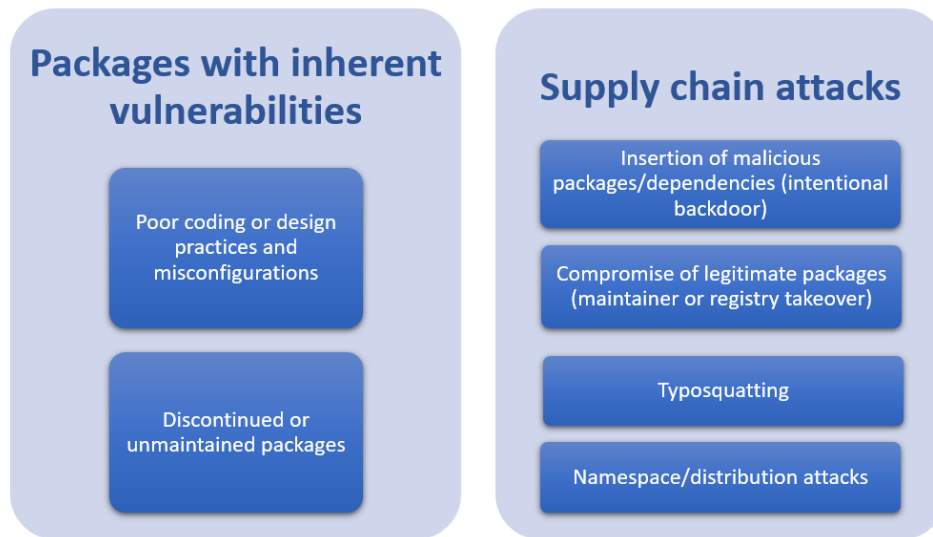 Packages with inherent
vulnerabilities
Poor coding or design
practices and
misconfigurations
Discontinued or
unmaintained packages
Supply chain attacks
Insertion of malicious
packages/dependencies (intentional
backdoor)
Compromise of legitimate packages
(maintainer or registry takeover)
Typosquatting
Namespace/distribution attacks